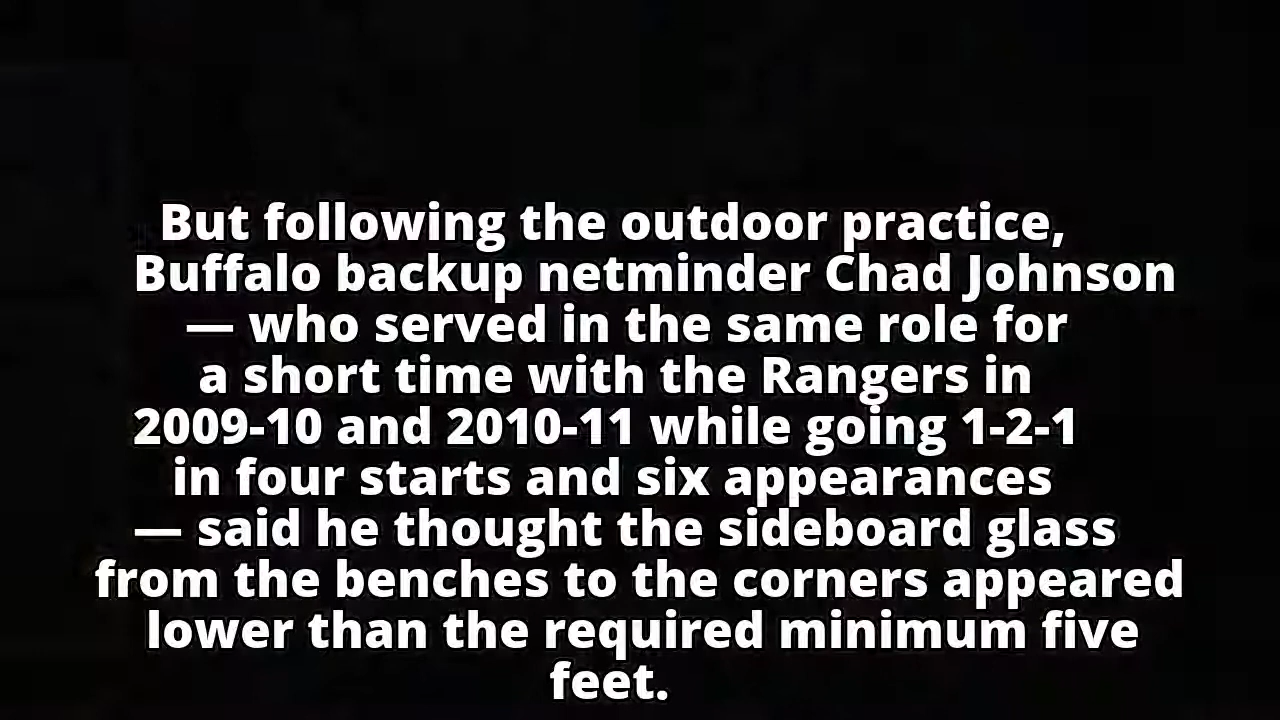 But following the outdoor practice,
Buffalo backup netminder Chad Johnson
— who served in the same role for
a short time with the Rangers in
2009-10 and 2010-11 while going 1-2-1
in four starts and six appearances
— said he thought the sideboard glass
from the benches to the corners appeared
lower than the required minimum five
feet.